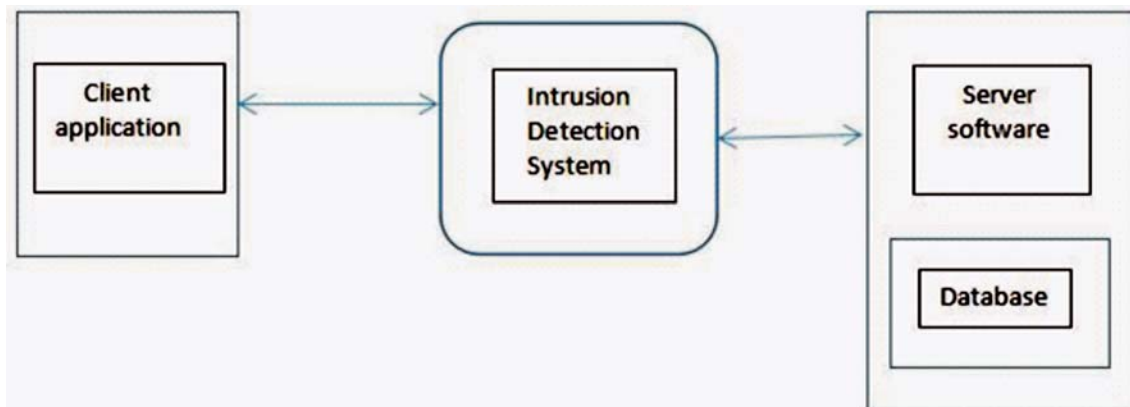 Client
application
Intrusion
Detection
System
Server
software
Database